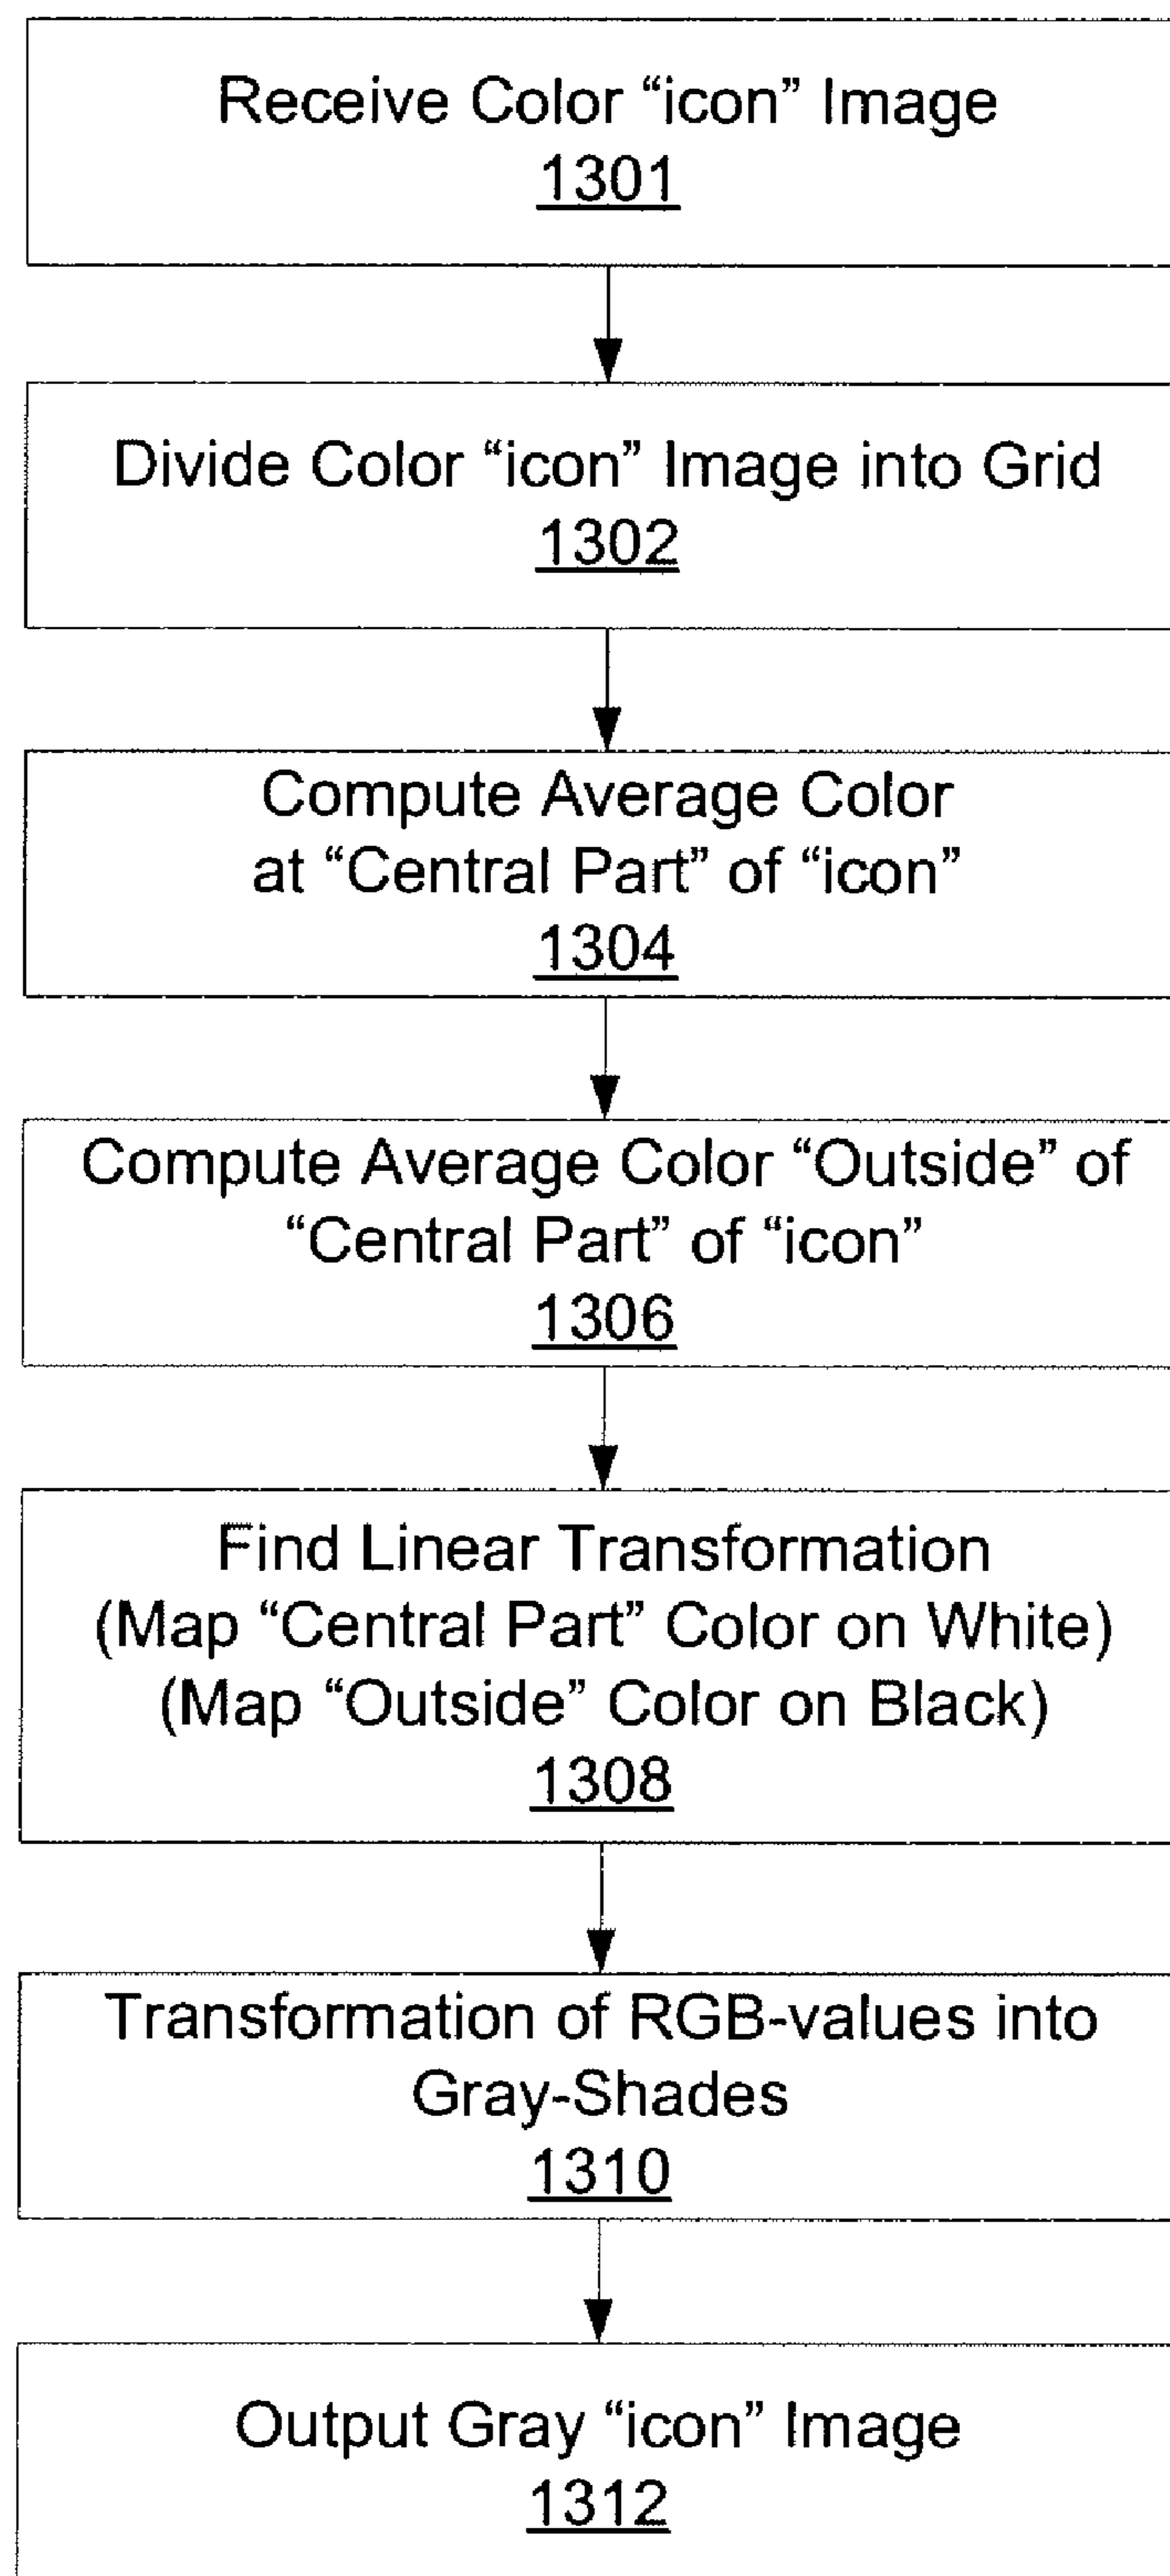 Receive Color “icon” Image
1301
Divide Color “icon” Image into Grid
1302
Compute Average Color
at “Central Part” of “icon”
1304
Compute Average Color “Outside” of
“Central Part” of “icon”
1306
Find Linear Transformation
(Map “Central Part” Color on White)
(Map “Outside” Color on Black)
1308
Transformation of RGB-values into
Gray-Shades
1310
Output Gray “icon” Image
1312